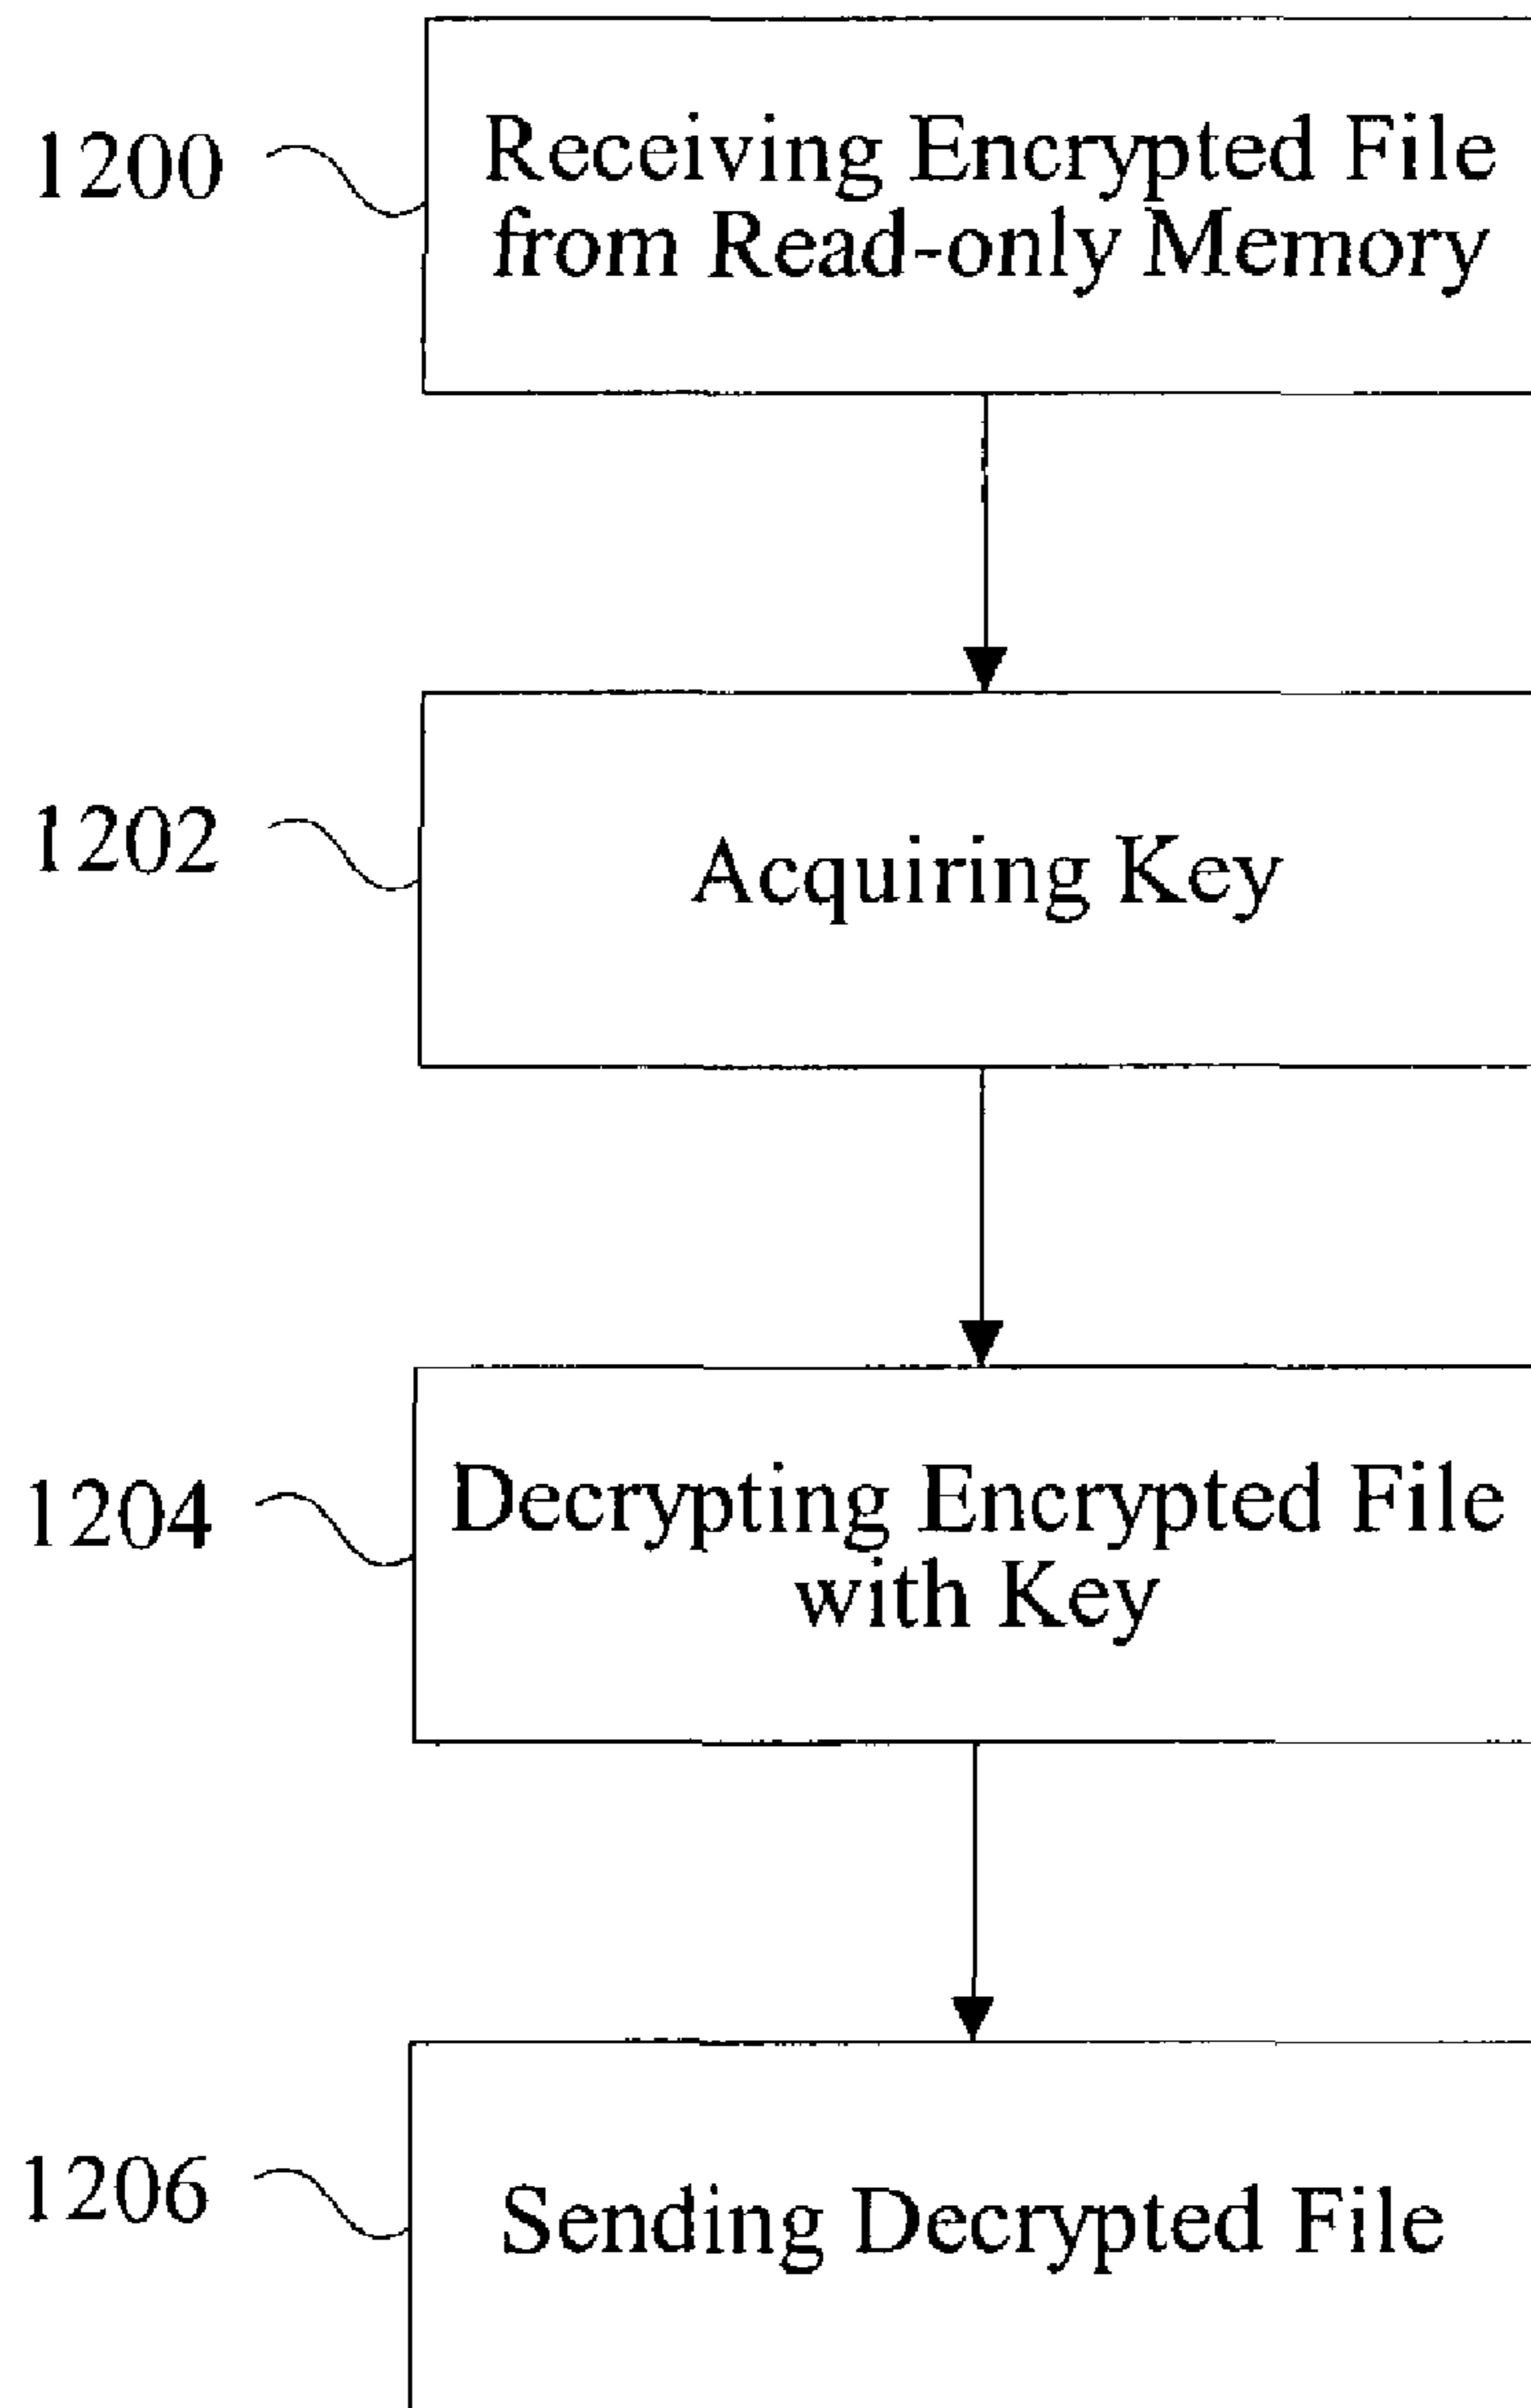 1200
Receiving Encrypted File
from Read-only Memory
1202
Acquiring Key
1204
Decrypting Encrypted File
with Key
1206
Sending Decrypted File